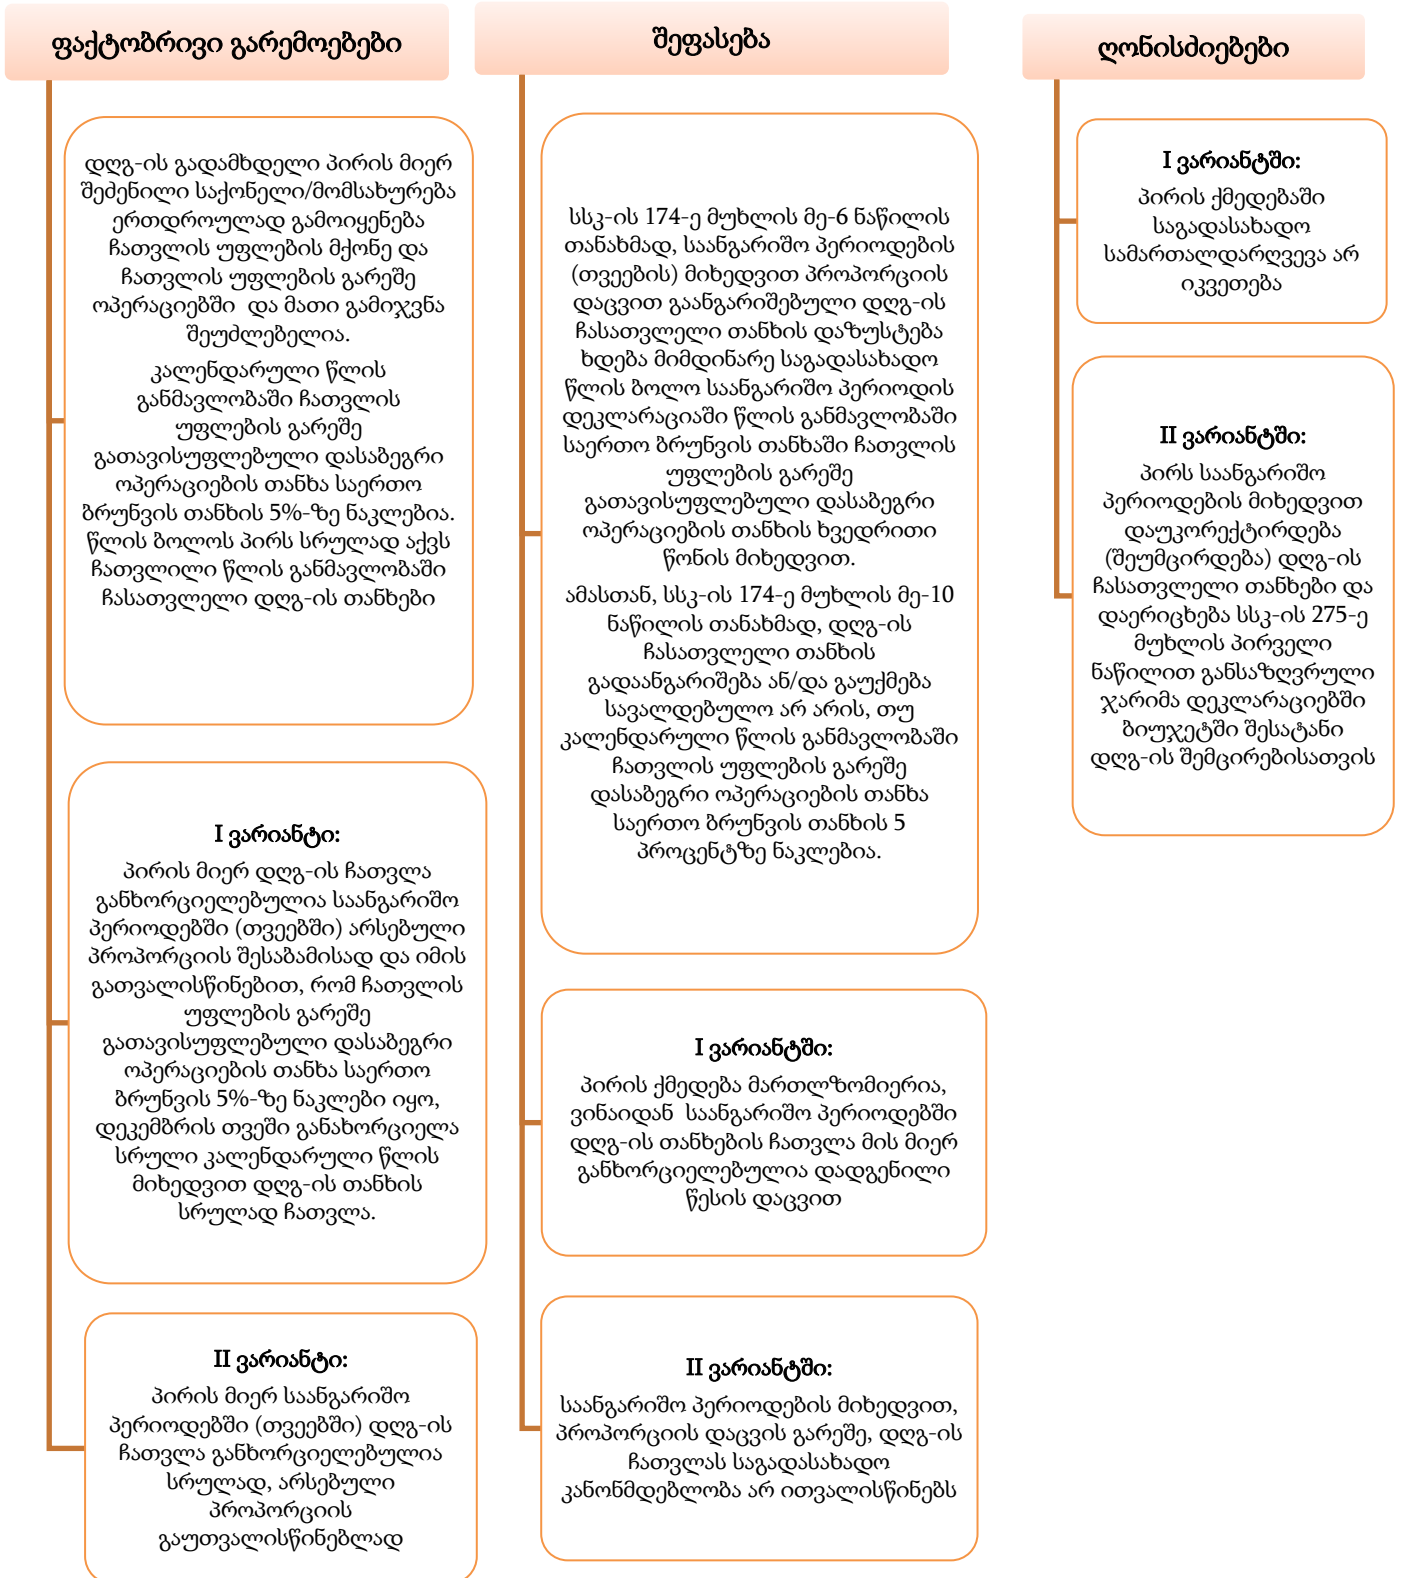 ფაქტობრივი გარემოებები
დღგ-ის გადამხდელი პირის მიერ
შეძენილი საქონელი/მომსახურება
ერთდროულად გამოიყენება
ჩათვლის უფლების მქონე და
ჩათვლის უფლების გარეშე
ოპერაციებში და მათი გამიჯვნა
შეუძლებელია.
კალენდარული წლის
განმავლობაში ჩათვლის
უფლების გარეშე
გათავისუფლებული დასაბეგრი
ოპერაციების თანხა საერთო
ბრუნვის თანხის 5%-ზე ნაკლებია.
წლის ბოლოს პირს სრულად აქვს
ჩათვლილი წლის განმავლობაში
ჩასათვლელი დღგ-ის თანხები
I ვარიანტი:
პირის მიერ დღგ-ის ჩათვლა
განხორციელებულია საანგარიშო
პერიოდებში (თვეებში) არსებული
პროპორციის შესაბამისად და იმის
გათვალისწინებით, რომ ჩათვლის
უფლების გარეშე
გათავისუფლებული დასაბეგრი
ოპერაციების თანხა საერთო
ბრუნვის 5%-ზე ნაკლები იყო,
დეკემბრის თვეში განახორციელა
სრული კალენდარული წლის
მიხედვით დღგ-ის თანხის
სრულად ჩათვლა.
II ვარიანტი:
პირის მიერ საანგარიშო
პერიოდებში (თვეებში) დღგ-ის
ჩათვლა განხორციელებულია
სრულად, არსებული
პროპორციის
გაუთვალისწინებლად
შეფასება
სსკ-ის 174-ე მუხლის მე-6 ნაწილის
თანახმად, საანგარიშო პერიოდების
(თვეების) მიხედვით პროპორციის
დაცვით გაანგარიშებული დღგ-ის
ჩასათვლელი თანხის დაზუსტება
ხდება მიმდინარე საგადასახადო
წლის ბოლო საანგარიშო პერიოდის
დეკლარაციაში წლის განმავლობაში
საერთო ბრუნვის თანხაში ჩათვლის
უფლების გარეშე
გათავისუფლებული დასაბეგრი
ოპერაციების თანხის ხვედრითი
წონის მიხედვით.
ამასთან, სსკ-ის 174-ე მუხლის მე-10
ნაწილის თანახმად, დღგ-ის
ჩასათვლელი თანხის
გადაანგარიშება ან/და გაუქმება
სავალდებულო არ არის, თუ
კალენდარული წლის განმავლობაში
ჩათვლის უფლების გარეშე
დასაბეგრი ოპერაციების თანხა
საერთო ბრუნვის თანხის 5
პროცენტზე ნაკლებია.
I ვარიანტში:
პირის ქმედება მართლზომიერია,
ვინაიდან საანგარიშო პერიოდებში
დღგ-ის თანხების ჩათვლა მის მიერ
განხორციელებულია დადგენილი
წესის დაცვით
II ვარიანტში:
საანგარიშო პერიოდების მიხედვით,
პროპორციის დაცვის გარეშე, დღგ-ის
ჩათვლას საგადასახადო
კანონმდებლობა არ ითვალისწინებს
ღონისძიებები
I ვარიანტში:
პირის ქმედებაში
საგადასახადო
სამართალდარღვევა არ
იკვეთება
II ვარიანტში:
პირს საანგარიშო
პერიოდების მიხედვით
დაუკორექტირდება
(შეუმცირდება) დღგ-ის
ჩასათვლელი თანხები და
დაერიცხება სსკ-ის 275-ე
მუხლის პირველი
ნაწილით განსაზღვრული
ჯარიმა დეკლარაციებში
ბიუჯეტში შესატანი
დღგ-ის შემცირებისათვის